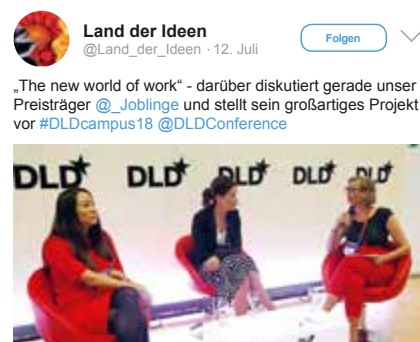 Land der Ideen
@Land_der_Ideen · 12. Juli
Folgen
„The new world of work“ - darüber diskutiert gerade unser
Preisträger @_Joblinge und stellt sein großartiges Projekt
vor #DLDcampus18 @DLDConference
DLD DLD DLD DLD DLD